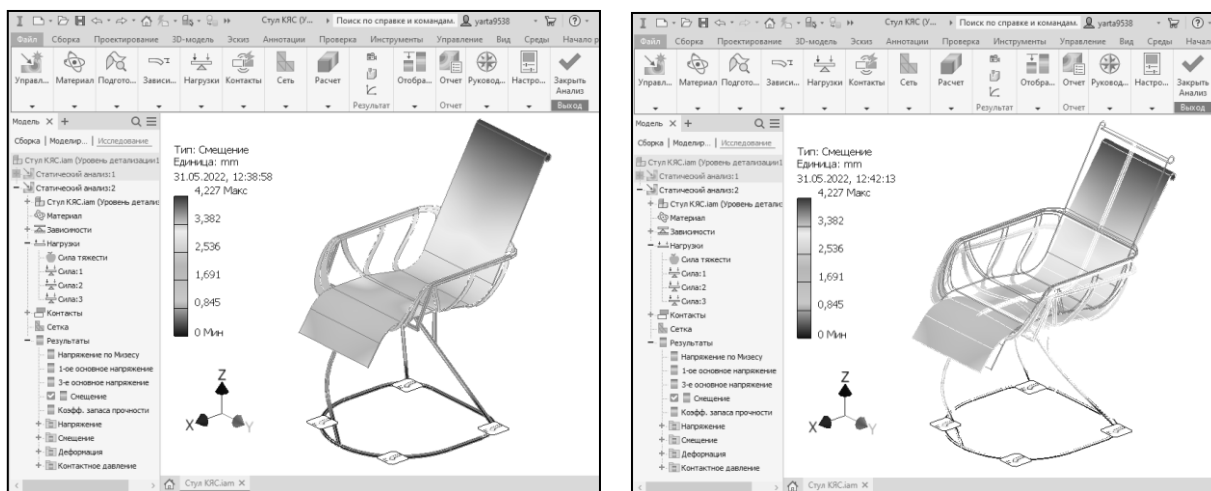 Стул КЯС (У...
Поиск по справке и командам.
yarta9538
Файл Сборка Проектирование 3D-модель Эскиз Аннотации Проверка Инструменты Управление Вид Среды Начало р
Управл... Материал Подгото... Зависи... Нагрузки Контакты Сеть Расчет Отобра... Отчет Руковод... Настро... Закрыть
Анализ
Результат Отчет Выход
Модель × +
Сборка | Моделир... | Исследование
Стул КЯС.iam (Уровень детализации1
Статический анализ:1
Статический анализ:2
Стул КЯС.iam (Уровень детализ
Материал
Зависимости
Нагрузки
Сила тяжести
Сила:1
Сила:2
Сила:3
Контакты
Сетка
Результаты
Напряжение по Мизесу
1-ое основное напряжение
3-е основное напряжение
Смещение
Коэфф. запаса прочности
Напряжение
Смещение
Деформация
Контактное давление
Тип: Смещение
Единица: mm
31.05.2022, 12:38:58
4,227 Макс
3,382
2,536
1,691
0,845
0 Мин
Z
X
Y
Стул КЯС.iam ×
Стул КЯС (У...
Поиск по справке и командам.
yarta9538
Файл Сборка Проектирование 3D-модель Эскиз Аннотации Проверка Инструменты Управление Вид Среды Начал
Управл... Материал Подгото... Зависи... Нагрузки Контакты Сеть Расчет Отобра... Отчет Руковод... Настро... Закрыть
Анализ
Результат Отчет Выход
Модель × +
Сборка | Моделир... | Исследование
Стул КЯС.iam (Уровень детализации1
Статический анализ:1
Статический анализ:2
Стул КЯС.iam (Уровень детализ
Материал
Зависимости
Нагрузки
Сила тяжести
Сила:1
Сила:2
Сила:3
Контакты
Сетка
Результаты
Напряжение по Мизесу
1-ое основное напряжение
3-е основное напряжение
Смещение
Коэфф. запаса прочности
Напряжение
Смещение
Деформация
Контактное давление
Тип: Смещение
Единица: mm
31.05.2022, 12:42:13
4,227 Макс
3,382
2,536
1,691
0,845
0 Мин
Z
X
Y
Стул КЯС.iam ×